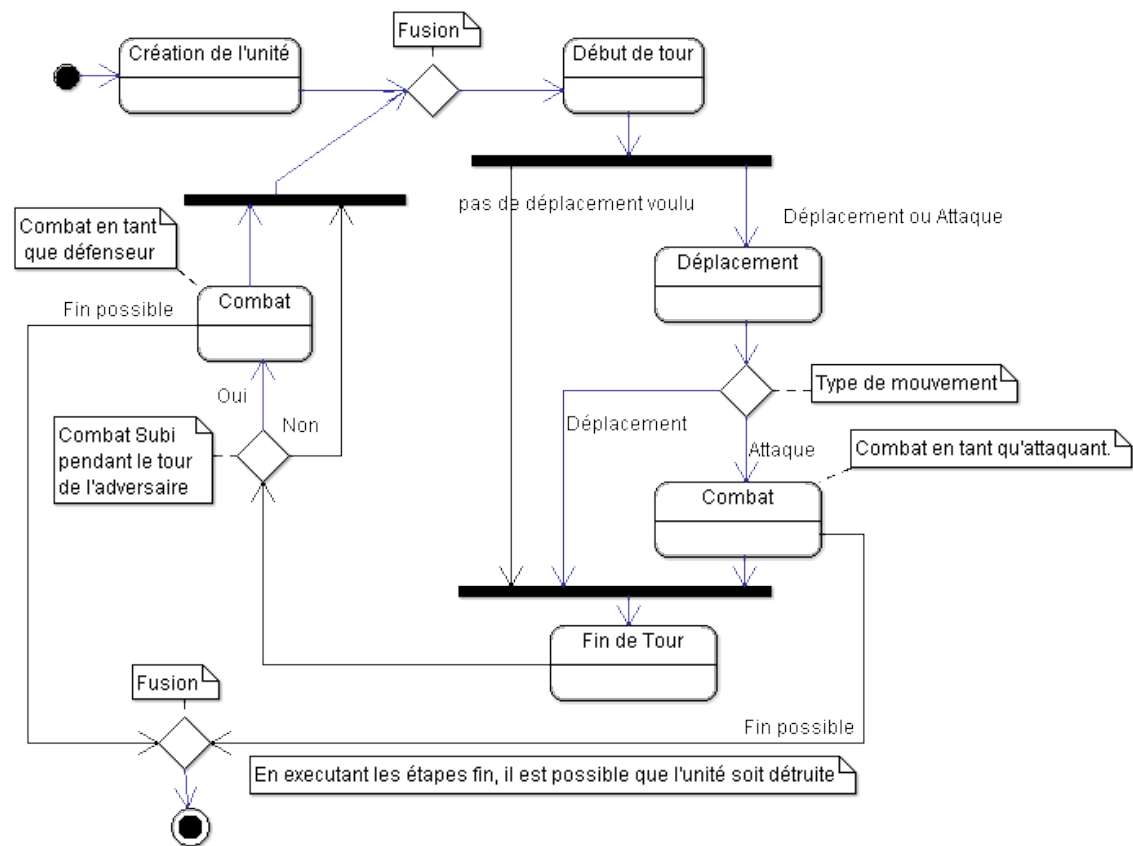 Fusion
Création de l'unité
Début de tour
pas de déplacement voulu
Déplacement ou Attaque
Combat en tant
que défenseur
Déplacement
Combat
Fin possible
Type de mouvement
Oui
Non
Déplacement
Combat Subi
pendant le tour
de l'adversaire
Attaque
Combat en tant qu'attaquant.
Combat
Fin de Tour
Fusion
Fin possible
En executant les étapes fin, il est possible que l'unité soit détruite